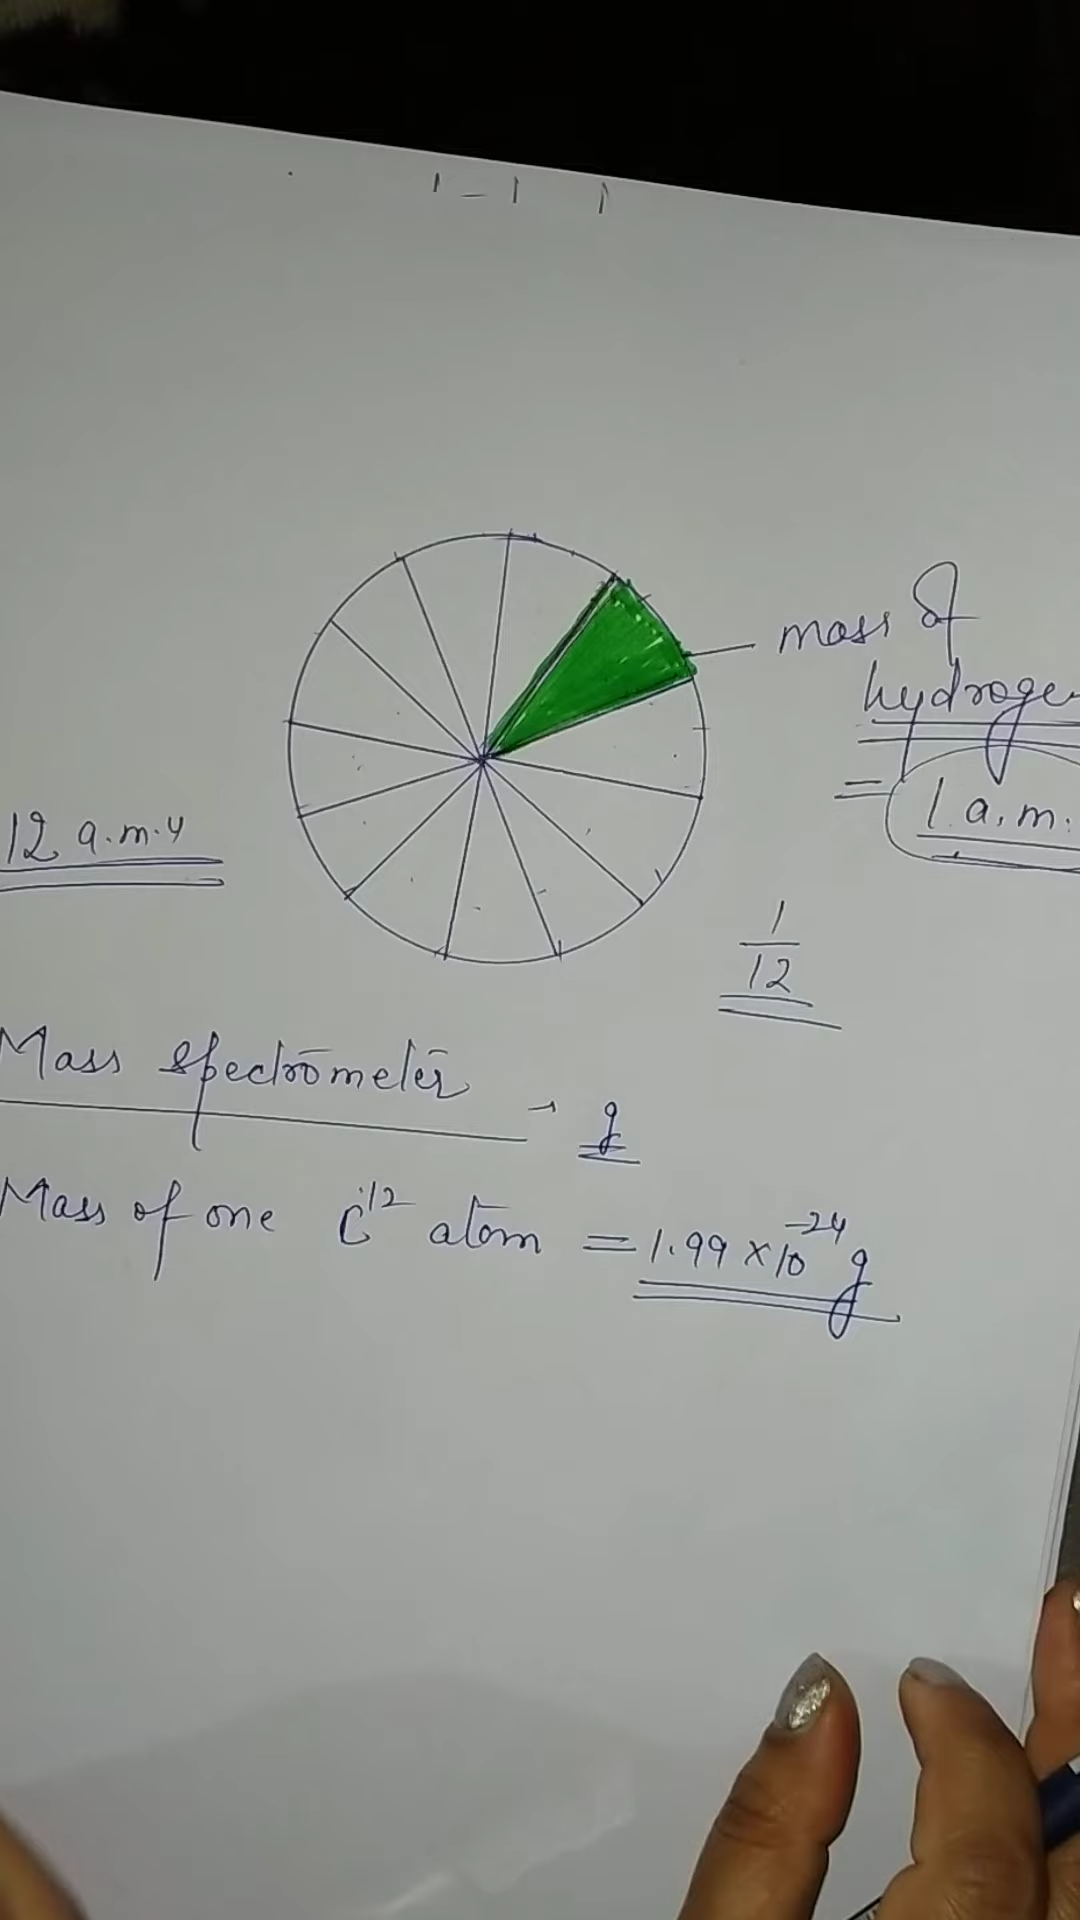 mass of
hydroge
= 1 a.m.
12 a.m.u
1/12
Mass spectrometer → g
Mass of one C¹² atom = 1.99 × 10⁻²⁴ g